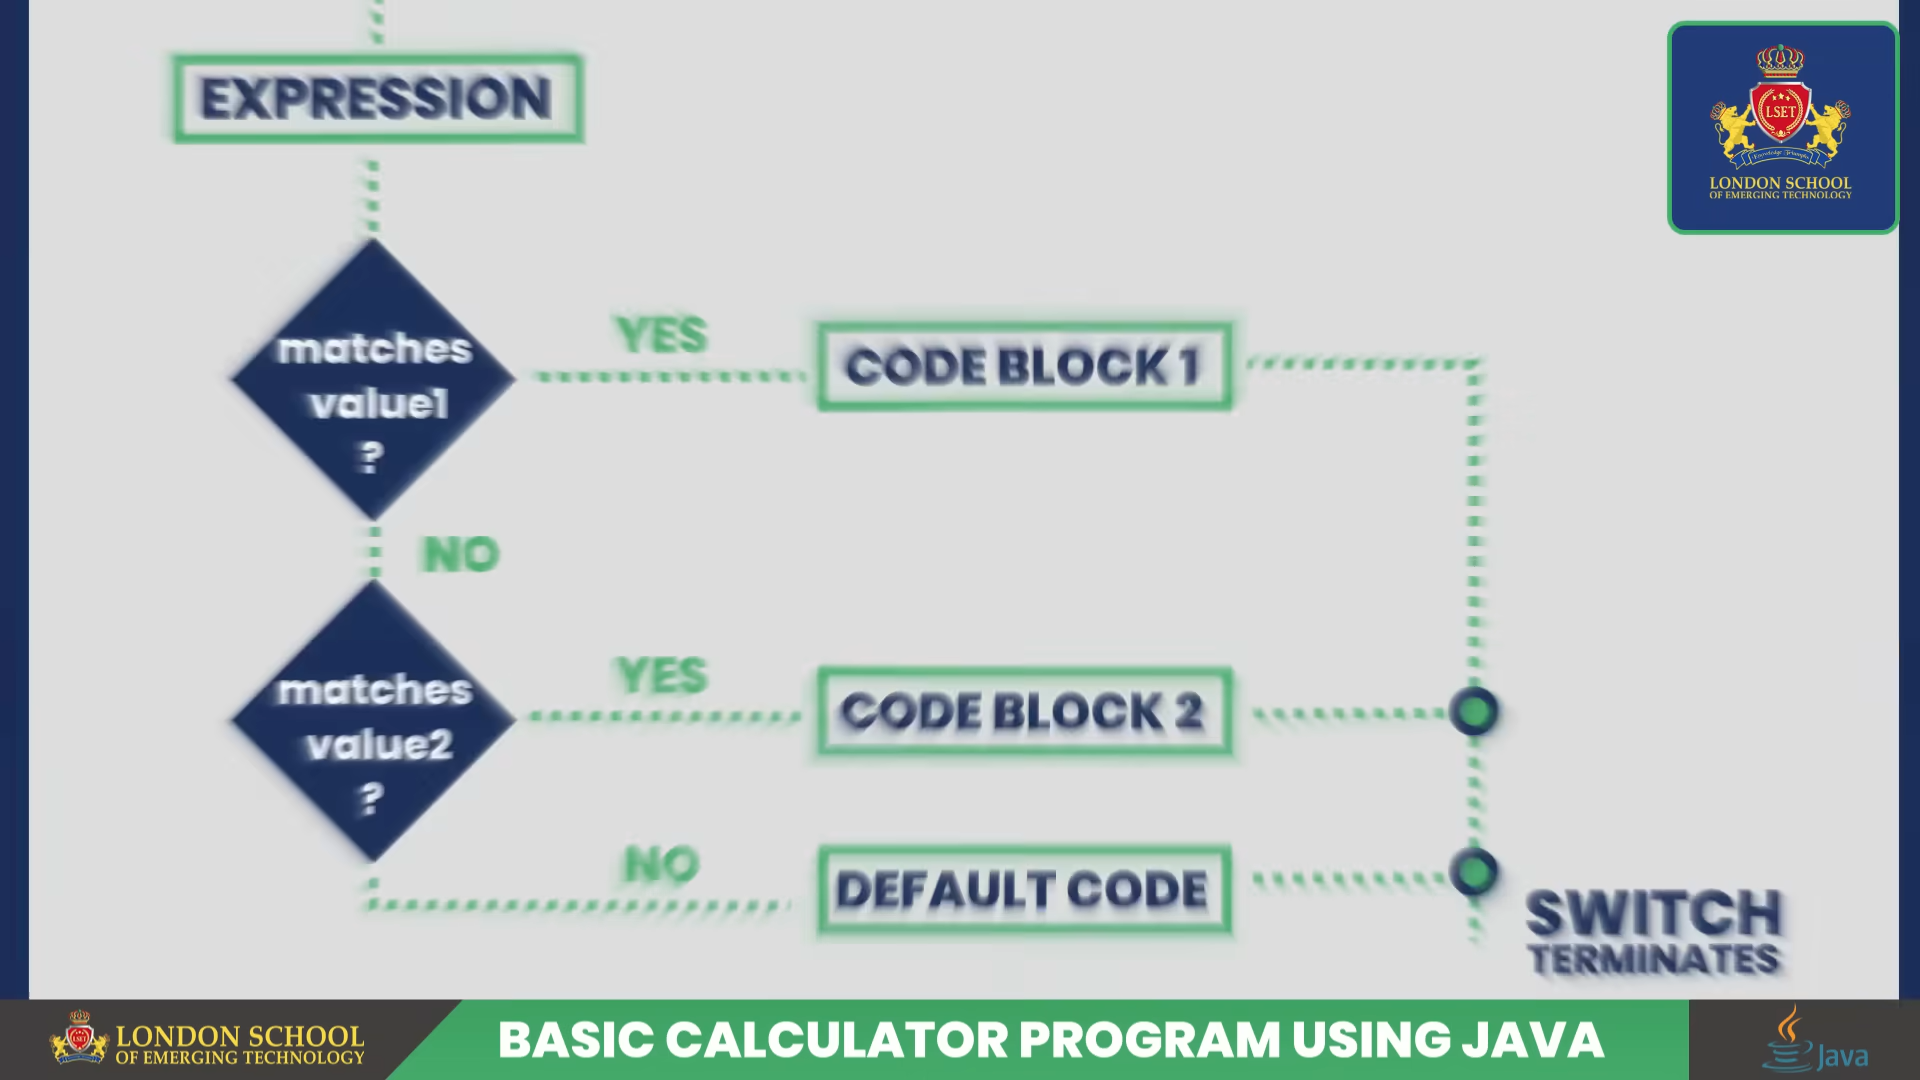 EXPRESSION
LSET
LONDON SCHOOL
OF EMERGING TECHNOLOGY
matches
value1
?
YES
CODE BLOCK 1
NO
matches
value2
?
YES
CODE BLOCK 2
NO
DEFAULT CODE
SWITCH
TERMINATES
LONDON SCHOOL
OF EMERGING TECHNOLOGY
BASIC CALCULATOR PROGRAM USING JAVA
Java